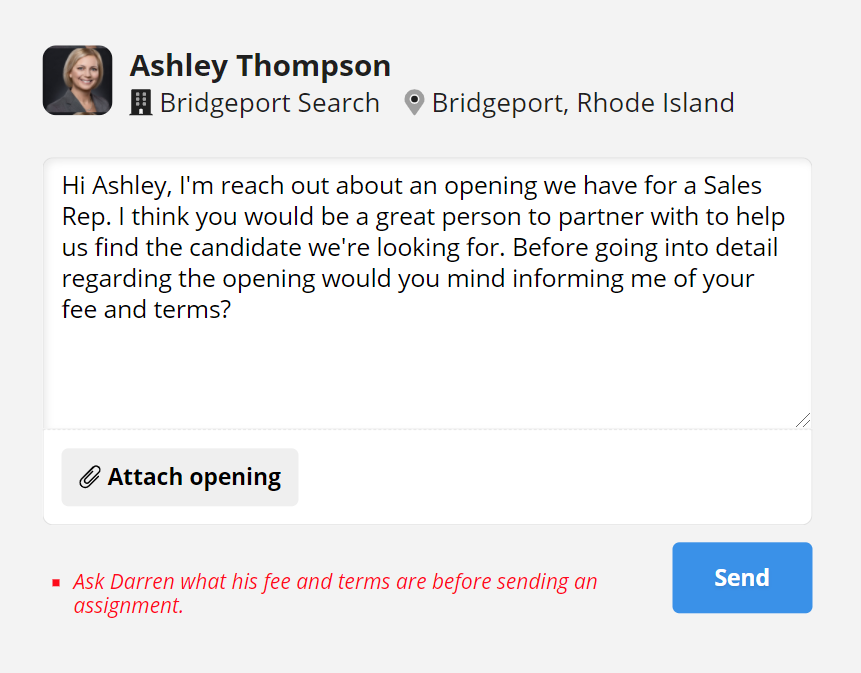 Ashley Thompson
Bridgeport Search Bridgeport, Rhode Island
Hi Ashley, I'm reach out about an opening we have for a Sales
Rep. I think you would be a great person to partner with to help
us find the candidate we're looking for. Before going into detail
regarding the opening would you mind informing me of your
fee and terms?
Attach opening
Ask Darren what his fee and terms are before sending an
assignment.
Send